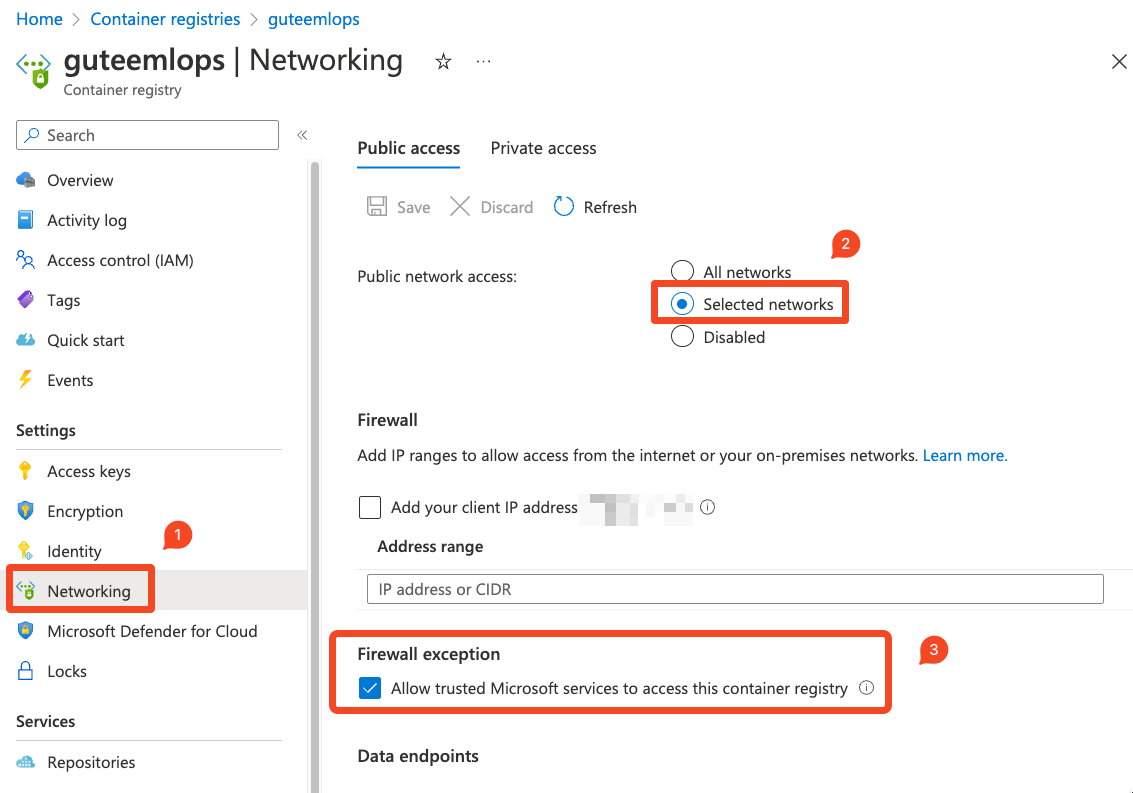 Home > Container registries > guteemlops
guteemlops | Networking ☆ ...
Container registry
Search
«
Overview
Activity log
Access control (IAM)
Tags
Quick start
Events
Settings
Access keys
Encryption
Identity
1
Networking
Microsoft Defender for Cloud
Locks
Services
Repositories
Public access Private access
Save Discard Refresh
2
Public network access:
All networks
Selected networks
Disabled
Firewall
Add IP ranges to allow access from the internet or your on-premises networks. Learn more.
Add your client IP address
Address range
IP address or CIDR
Firewall exception
3
Allow trusted Microsoft services to access this container registry
Data endpoints